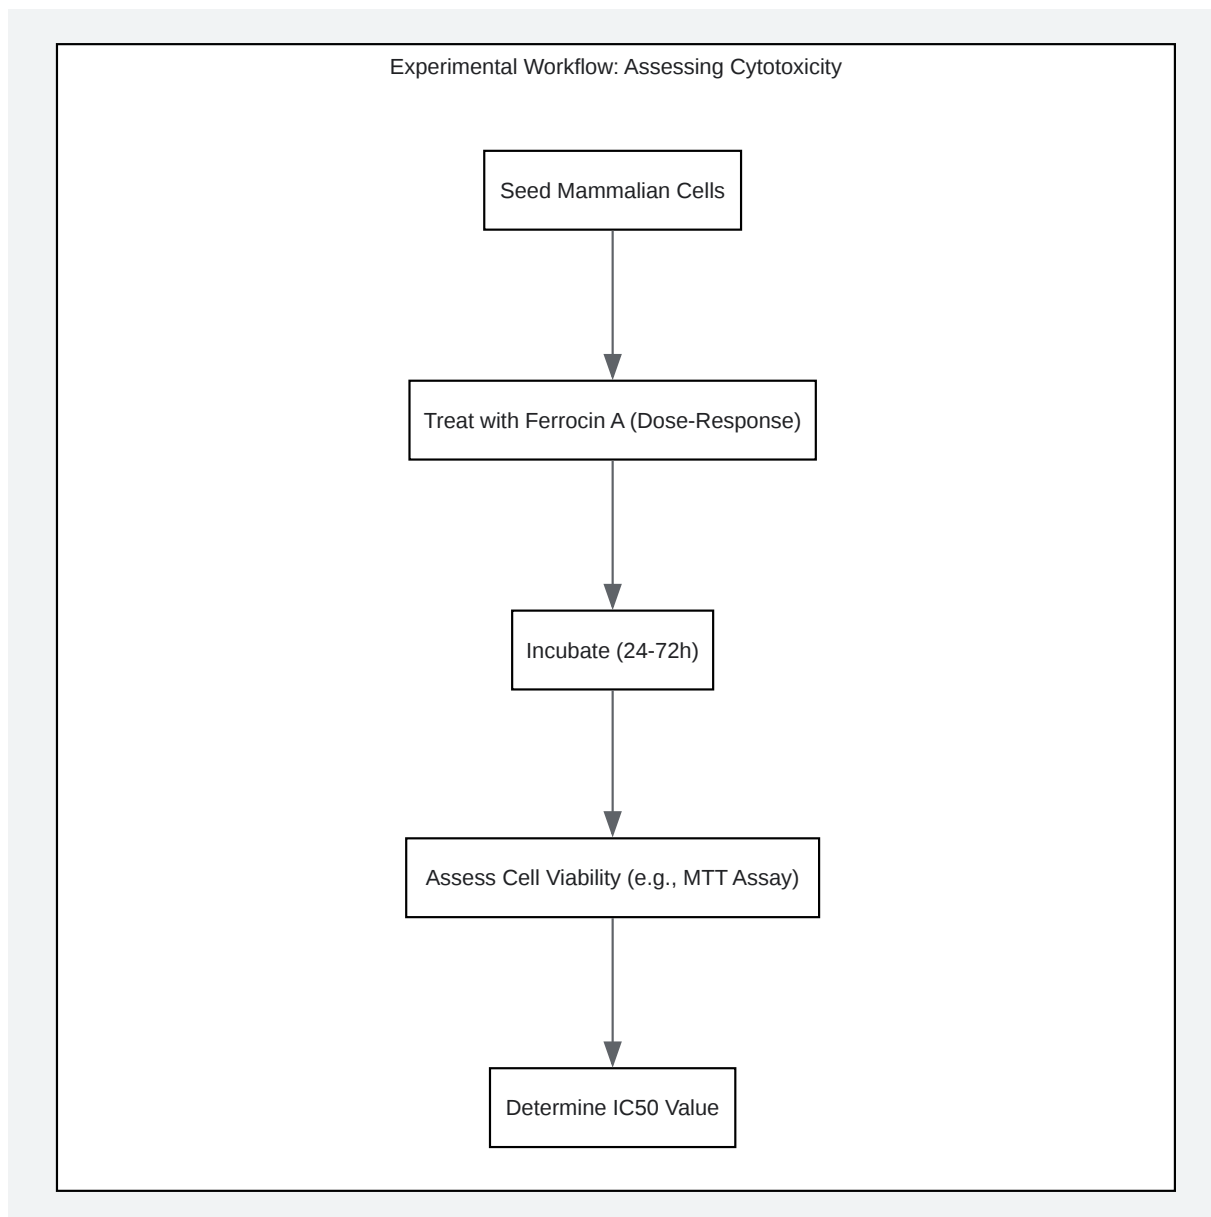 Experimental Workflow: Assessing Cytotoxicity
Seed Mammalian Cells
Treat with Ferrocin A (Dose-Response)
Incubate (24-72h)
Assess Cell Viability (e.g., MTT Assay)
Determine IC50 Value